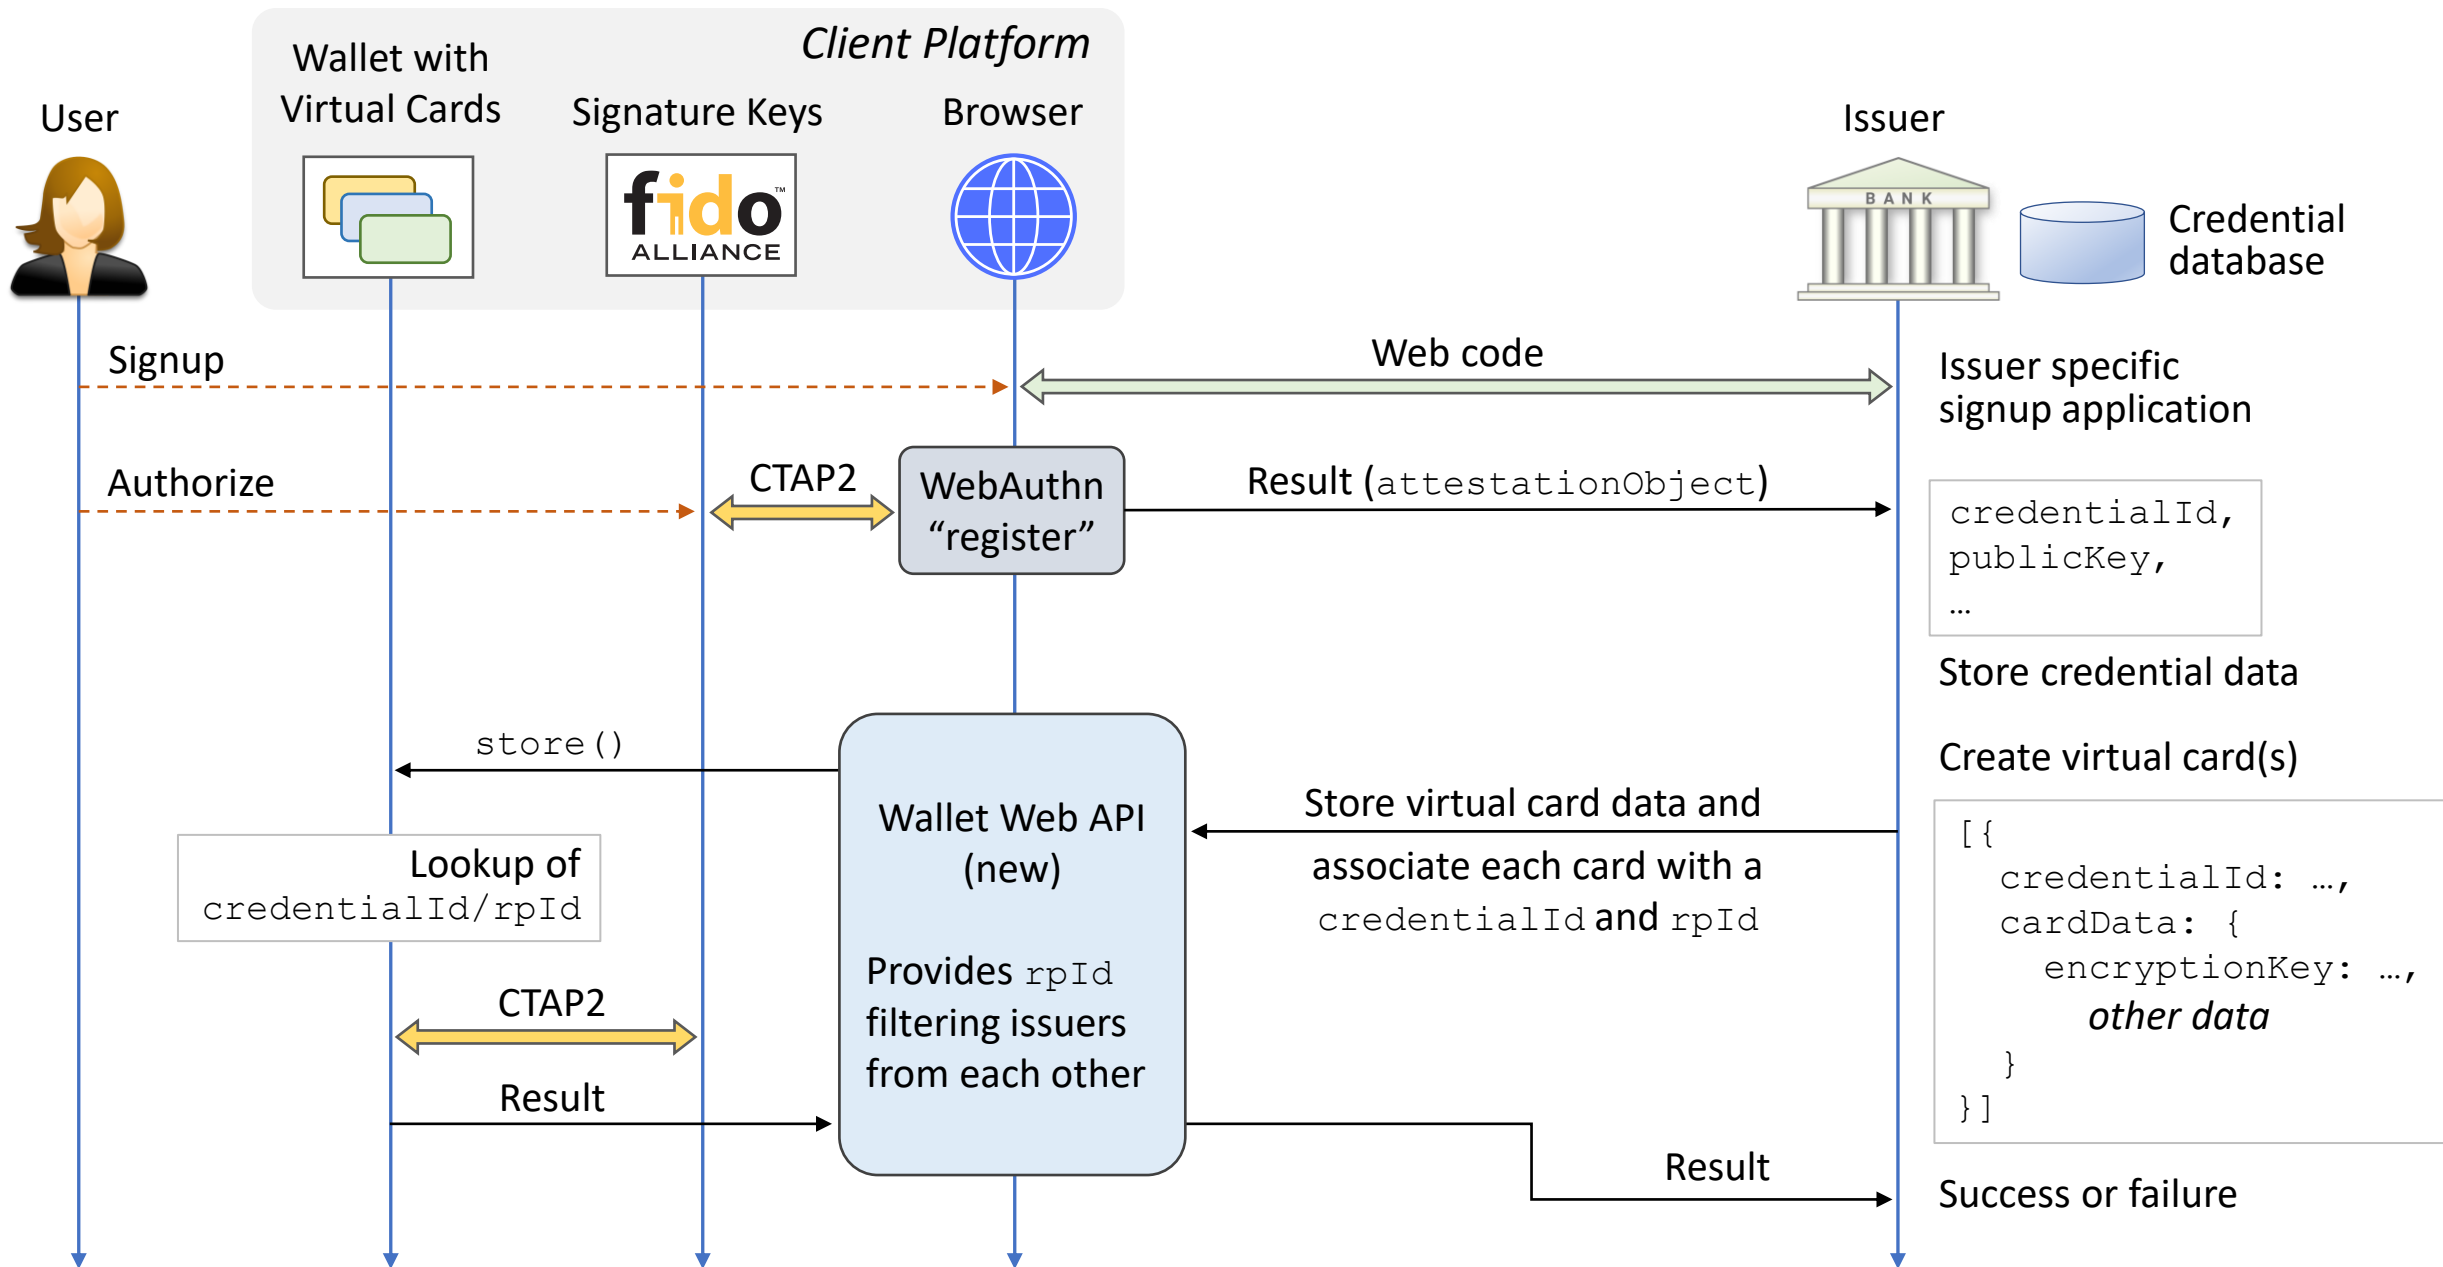 Client Platform
Wallet with
Virtual Cards
Signature Keys
Browser
User
Issuer
fido™
ALLIANCE
BANK
Credential
database
Signup
Web code
Issuer specific
signup application
Authorize
CTAP2
WebAuthn
“register”
Result (attestationObject)
credentialId,
publicKey,
…
Store credential data
store()
Create virtual card(s)
Wallet Web API
(new)
Provides rpId
filtering issuers
from each other
Store virtual card data and
associate each card with a
credentialId and rpId
[{
credentialId: …,
cardData: {
encryptionKey: …,
other data
}
}]
Lookup of
credentialId/rpId
CTAP2
Result
Result
Success or failure